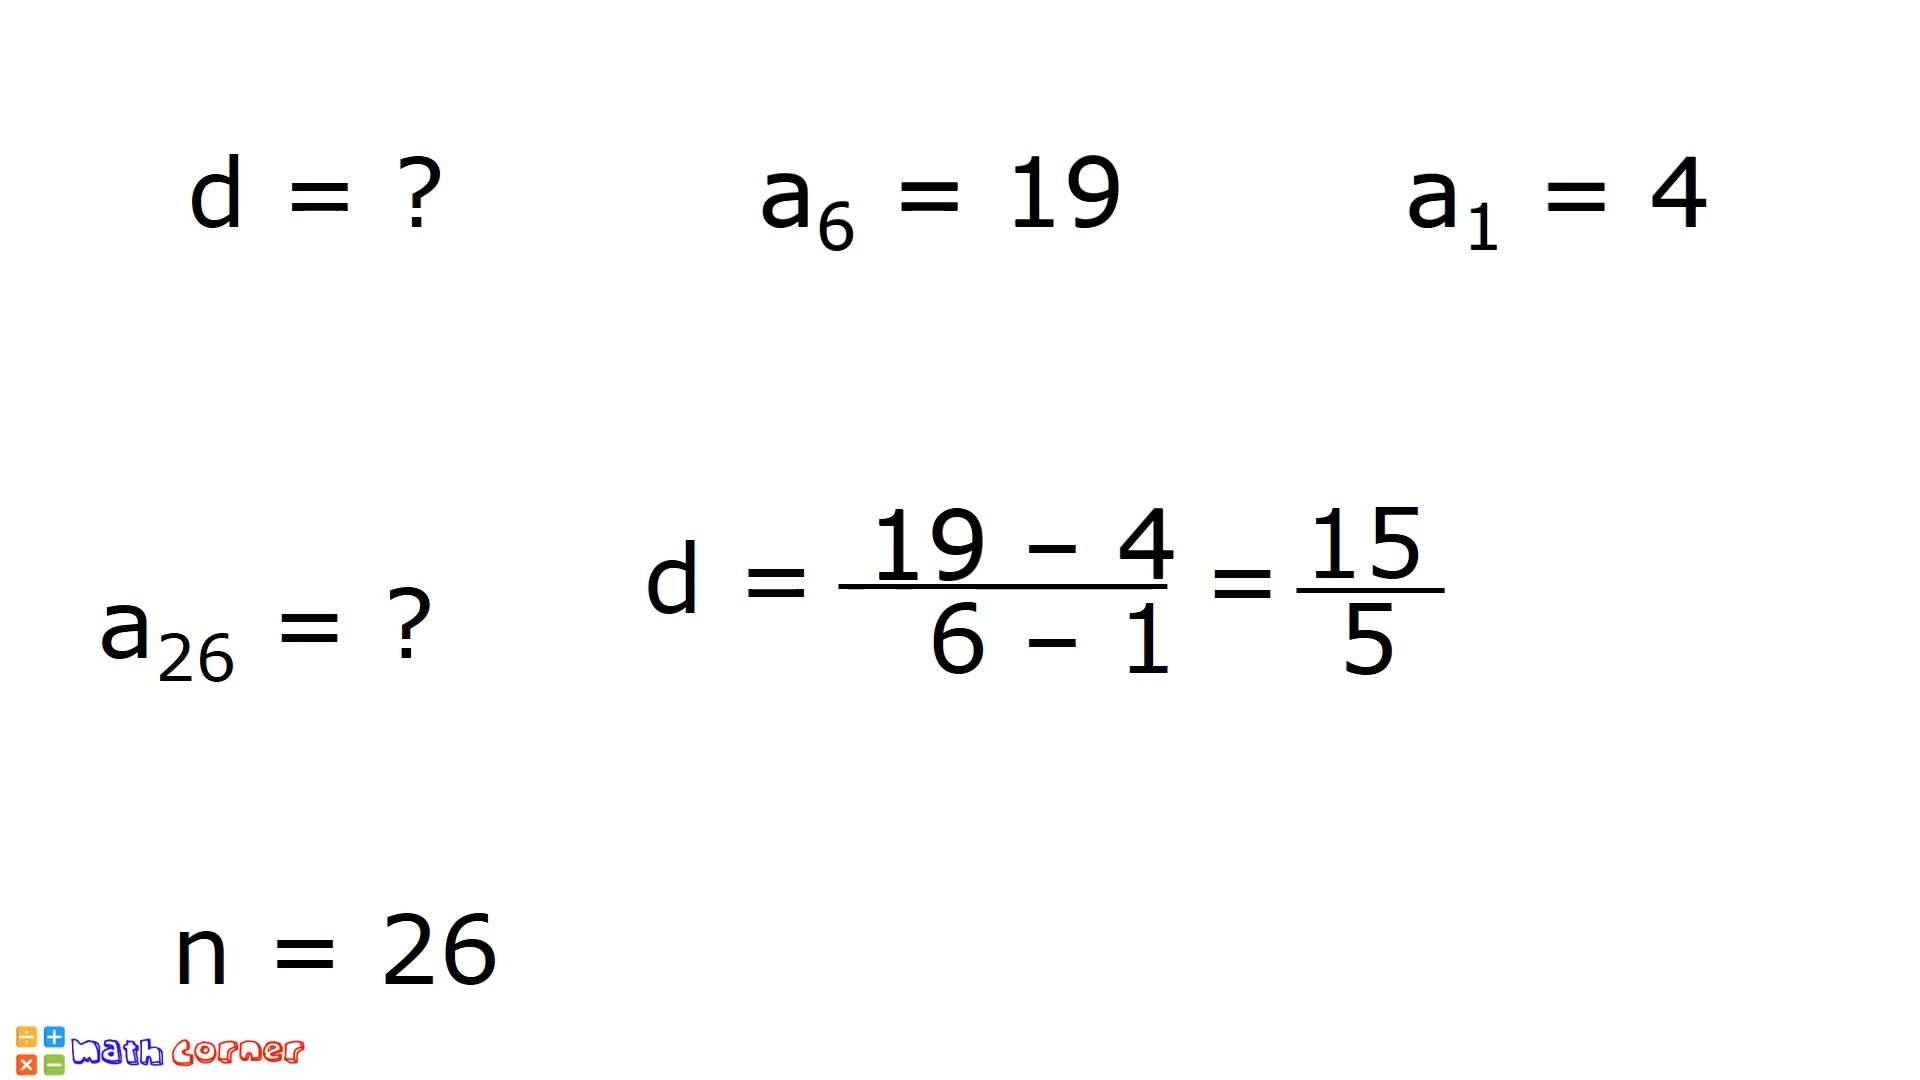 d = ?
a₆ = 19
a₁ = 4
a₂₆ = ?
d = (19 – 4)/(6 – 1) = 15/5
n = 26
÷ + × − Math Corner